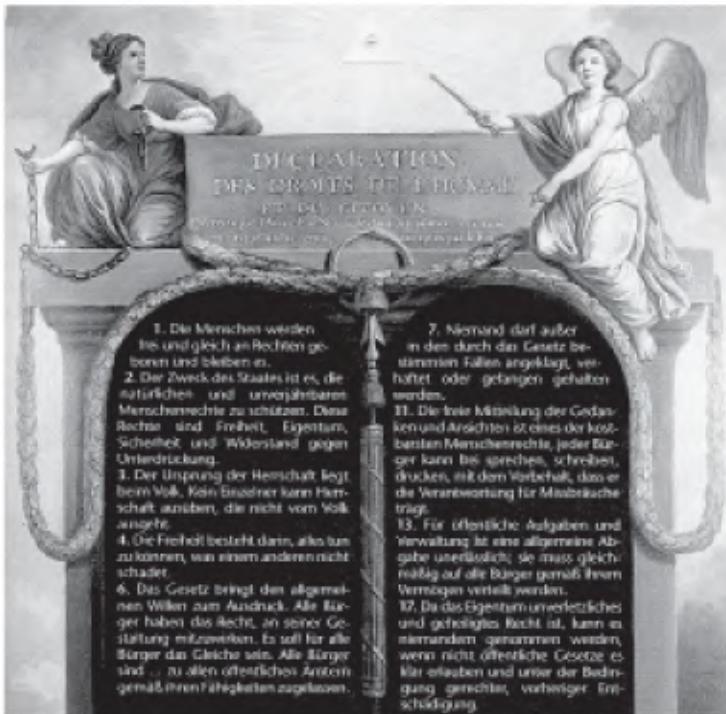 DECLARATION
DES DROITS DE L'HOMME
ET DU CITOYEN.
1. Die Menschen werden
frei und gleich an Rechten ge-
boren und bleiben es.
2. Der Zweck des Staates ist es, die
natürlichen und unverjährbaren
Menschenrechte zu schützen. Diese
Rechte sind Freiheit, Eigentum,
Sicherheit und Widerstand gegen
Unterdrückung.
3. Der Ursprung der Herrschaft liegt
beim Volk. Kein Einzelner kann Herr-
schaft ausüben, die nicht vom Volk
ausgeht.
4. Die Freiheit besteht darin, alles tun
zu können, was einem anderen nicht
schadet.
6. Das Gesetz bringt den allgemei-
nen Willen zum Ausdruck. Alle Bür-
ger haben das Recht, an seiner Ge-
staltung mitzuwirken. Es soll für alle
Bürger das Gleiche sein. Alle Bürger
sind ... zu allen öffentlichen Ämtern
gemäß ihren Fähigkeiten zugelassen.
7. Niemand darf außer
in den durch das Gesetz be-
stimmten Fällen angeklagt, ver-
haftet oder gefangen gehalten
werden.
11. Die freie Mitteilung der Gedan-
ken und Ansichten ist eines der kost-
barsten Menschenrechte, jeder Bür-
ger kann frei sprechen, schreiben,
drucken, mit dem Vorbehalt, dass er
die Verantwortung für Missbräuche
trägt.
13. Für öffentliche Aufgaben und
Verwaltung ist eine allgemeine Ab-
gabe unerlässlich; sie muss gleich-
mäßig auf alle Bürger gemäß ihrem
Vermögen verteilt werden.
17. Da das Eigentum unverletzliches
und geheiligtes Recht ist, kann es
niemandem genommen werden,
wenn nicht öffentliche Gesetze es
klar erlauben und unter der Bedin-
gung gerechter, vorheriger Ent-
schädigung.